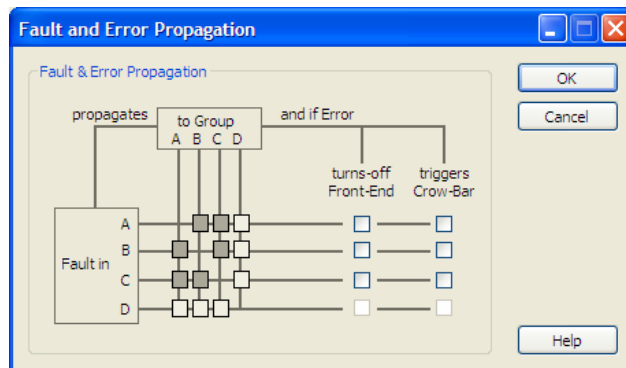 Fault and Error Propagation
Fault & Error Propagation
OK
Cancel
propagates
to Group
A B C D
and if Error
turns-off
Front-End
triggers
Crow-Bar
Fault in
A
B
C
D
Help